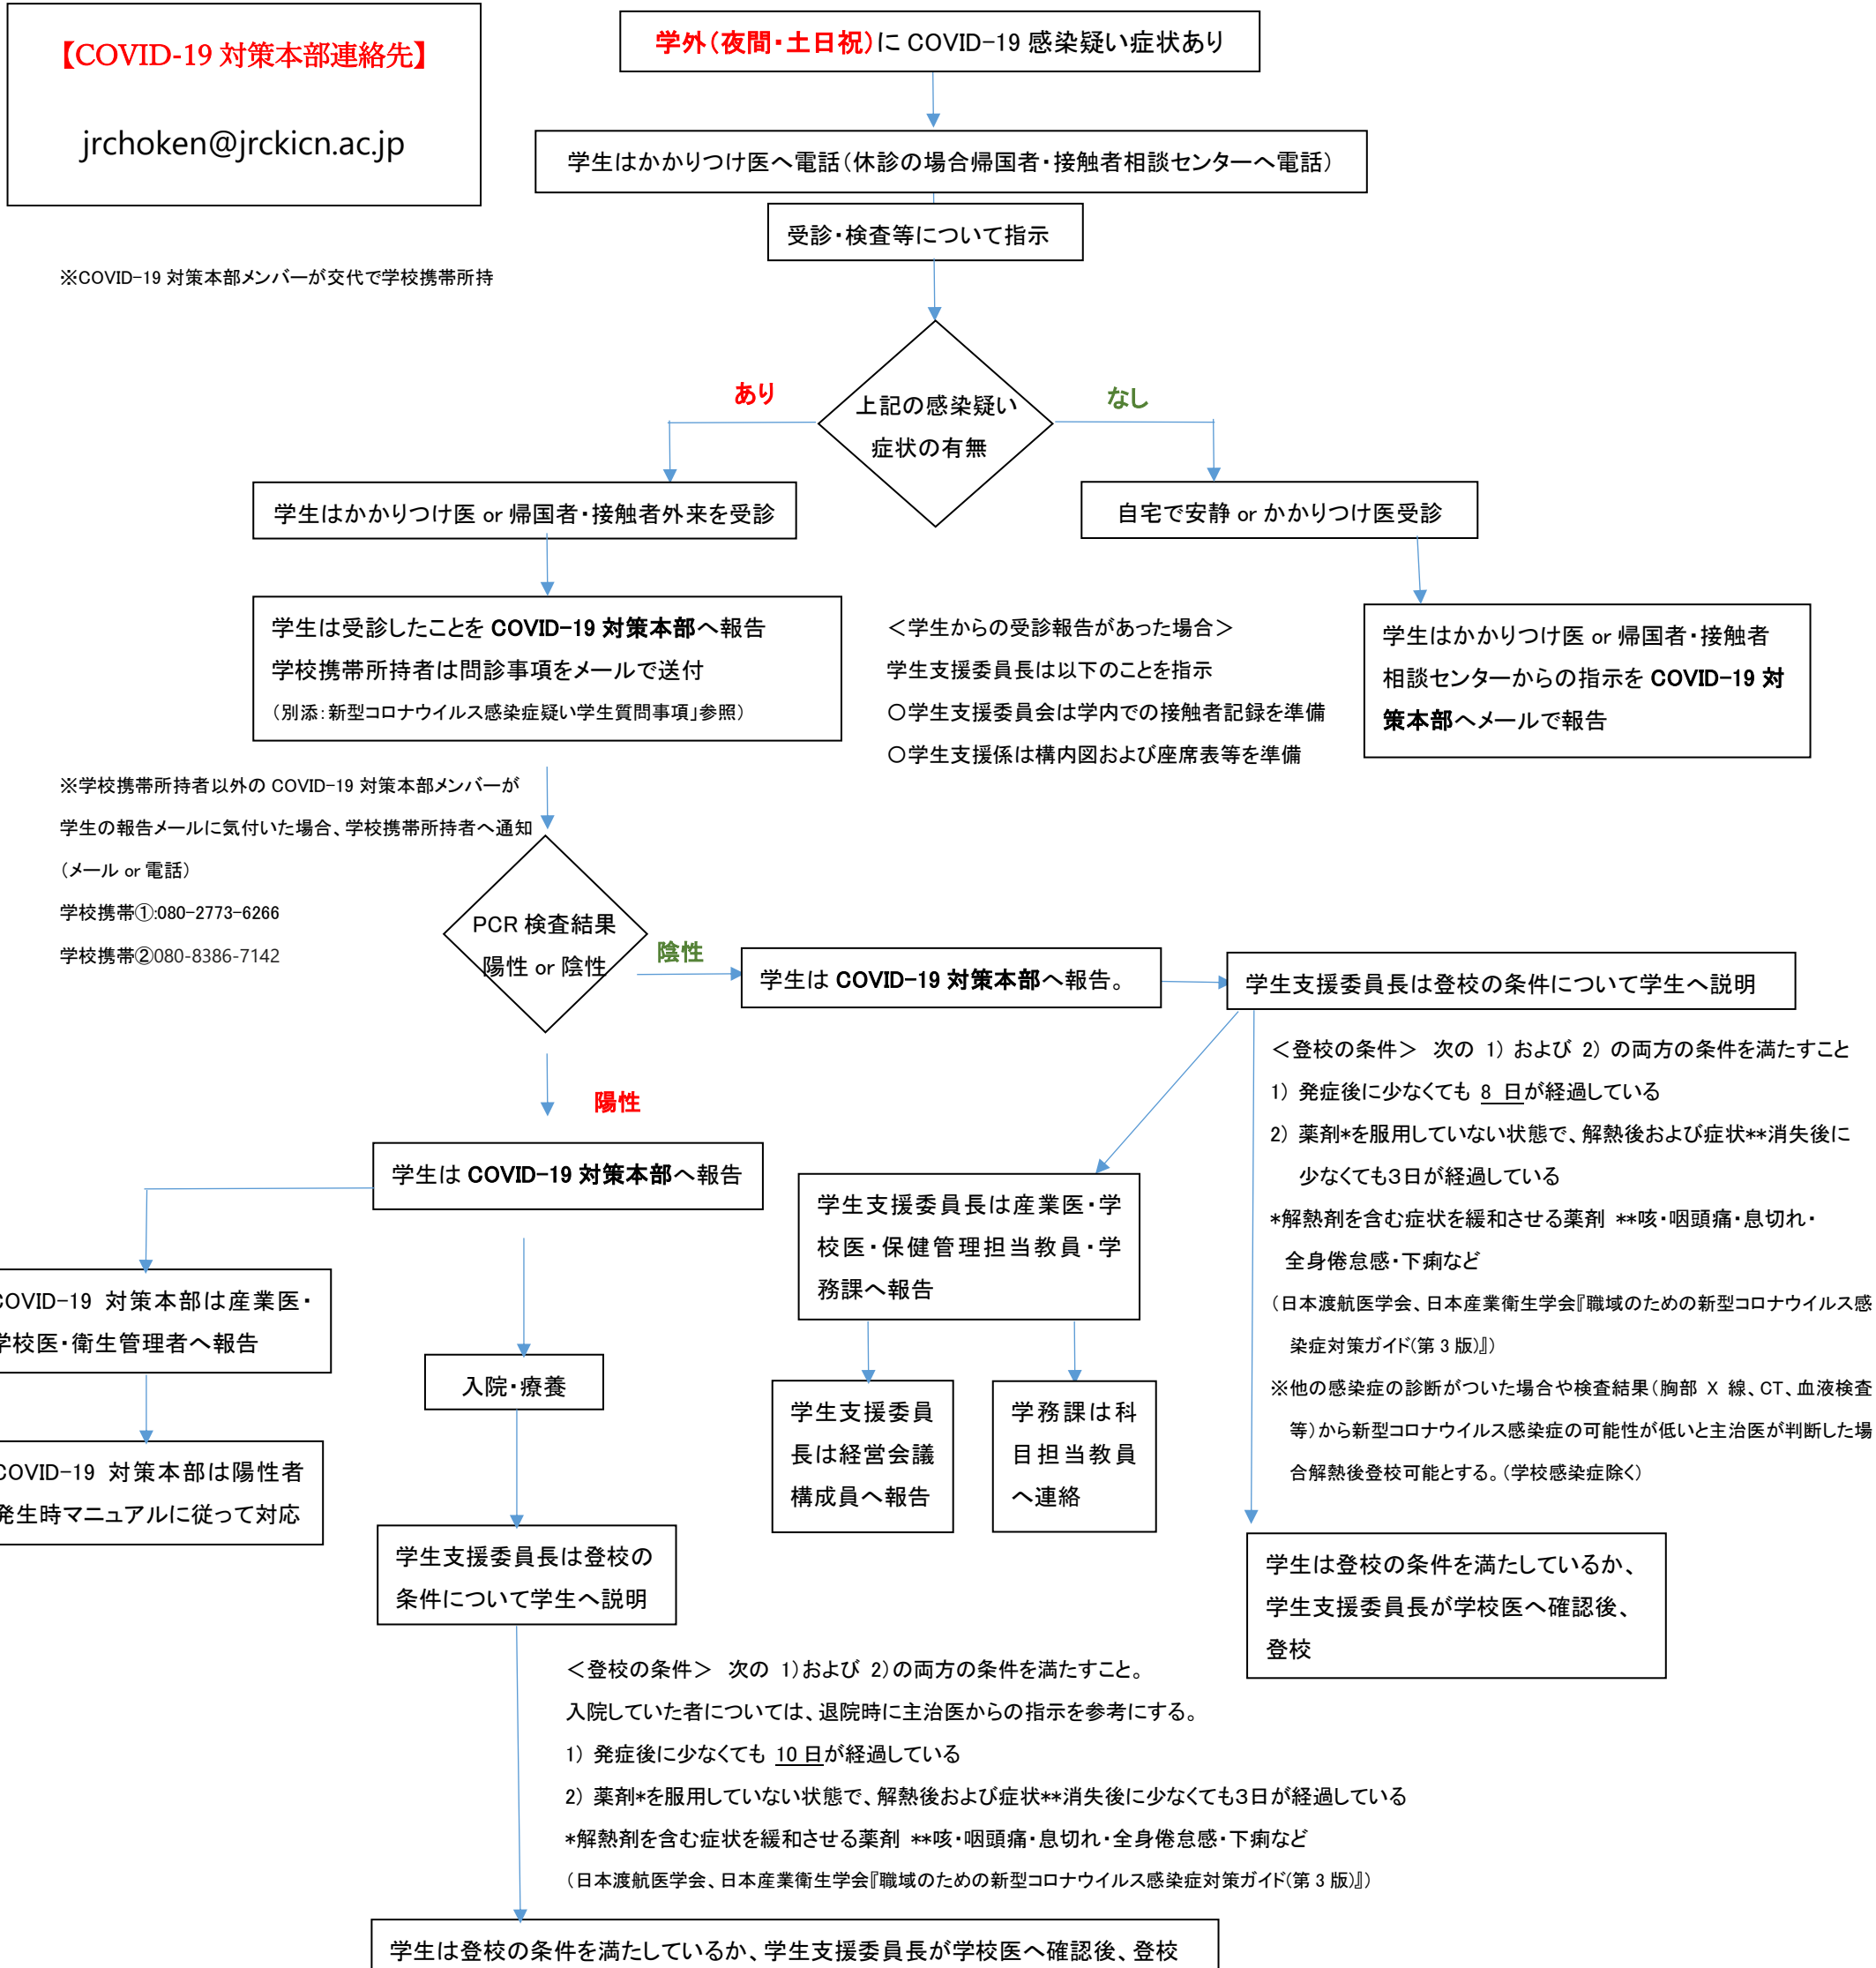 【COVID-19 対策本部連絡先】
jrchoken@jrckicn.ac.jp
※COVID-19 対策本部メンバーが交代で学校携帯所持
学外（夜間・土日祝）に COVID-19 感染疑い症状あり
学生はかかりつけ医へ電話（休診の場合帰国者・接触者相談センターへ電話）
受診・検査等について指示
上記の感染疑い
症状の有無
あり
なし
学生はかかりつけ医 or 帰国者・接触者外来を受診
自宅で安静 or かかりつけ医受診
学生は受診したことを COVID-19 対策本部へ報告
学校携帯所持者は問診事項をメールで送付
（別添：新型コロナウイルス感染症疑い学生質問事項」参照）
＜学生からの受診報告があった場合＞
学生支援委員長は以下のことを指示
〇学生支援委員会は学内での接触者記録を準備
〇学生支援係は構内図および座席表等を準備
学生はかかりつけ医 or 帰国者・接触者
相談センターからの指示を COVID-19 対
策本部へメールで報告
※学校携帯所持者以外の COVID-19 対策本部メンバーが
学生の報告メールに気付いた場合、学校携帯所持者へ通知
（メール or 電話）
学校携帯①:080-2773-6266
学校携帯②080-8386-7142
PCR 検査結果
陽性 or 陰性
陰性
学生は COVID-19 対策本部へ報告。
学生支援委員長は登校の条件について学生へ説明
＜登校の条件＞ 次の 1) および 2) の両方の条件を満たすこと
1) 発症後に少なくても 8 日が経過している
2) 薬剤*を服用していない状態で、解熱後および症状**消失後に
少なくても３日が経過している
*解熱剤を含む症状を緩和させる薬剤 **咳・咽頭痛・息切れ・
全身倦怠感・下痢など
（日本渡航医学会、日本産業衛生学会『職域のための新型コロナウイルス感
染症対策ガイド(第 3 版)』）
※他の感染症の診断がついた場合や検査結果（胸部 X 線、CT、血液検査
等）から新型コロナウイルス感染症の可能性が低いと主治医が判断した場
合解熱後登校可能とする。（学校感染症除く）
陽性
学生は COVID-19 対策本部へ報告
学生支援委員長は産業医・学
校医・保健管理担当教員・学
務課へ報告
COVID-19 対策本部は産業医・
学校医・衛生管理者へ報告
入院・療養
学生支援委員
長は経営会議
構成員へ報告
学務課は科
目担当教員
へ連絡
COVID-19 対策本部は陽性者
発生時マニュアルに従って対応
学生支援委員長は登校の
条件について学生へ説明
学生は登校の条件を満たしているか、
学生支援委員長が学校医へ確認後、
登校
＜登校の条件＞ 次の 1)および 2)の両方の条件を満たすこと。
入院していた者については、退院時に主治医からの指示を参考にする。
1) 発症後に少なくても 10 日が経過している
2) 薬剤*を服用していない状態で、解熱後および症状**消失後に少なくても３日が経過している
*解熱剤を含む症状を緩和させる薬剤 **咳・咽頭痛・息切れ・全身倦怠感・下痢など
（日本渡航医学会、日本産業衛生学会『職域のための新型コロナウイルス感染症対策ガイド(第 3 版)』）
学生は登校の条件を満たしているか、学生支援委員長が学校医へ確認後、登校